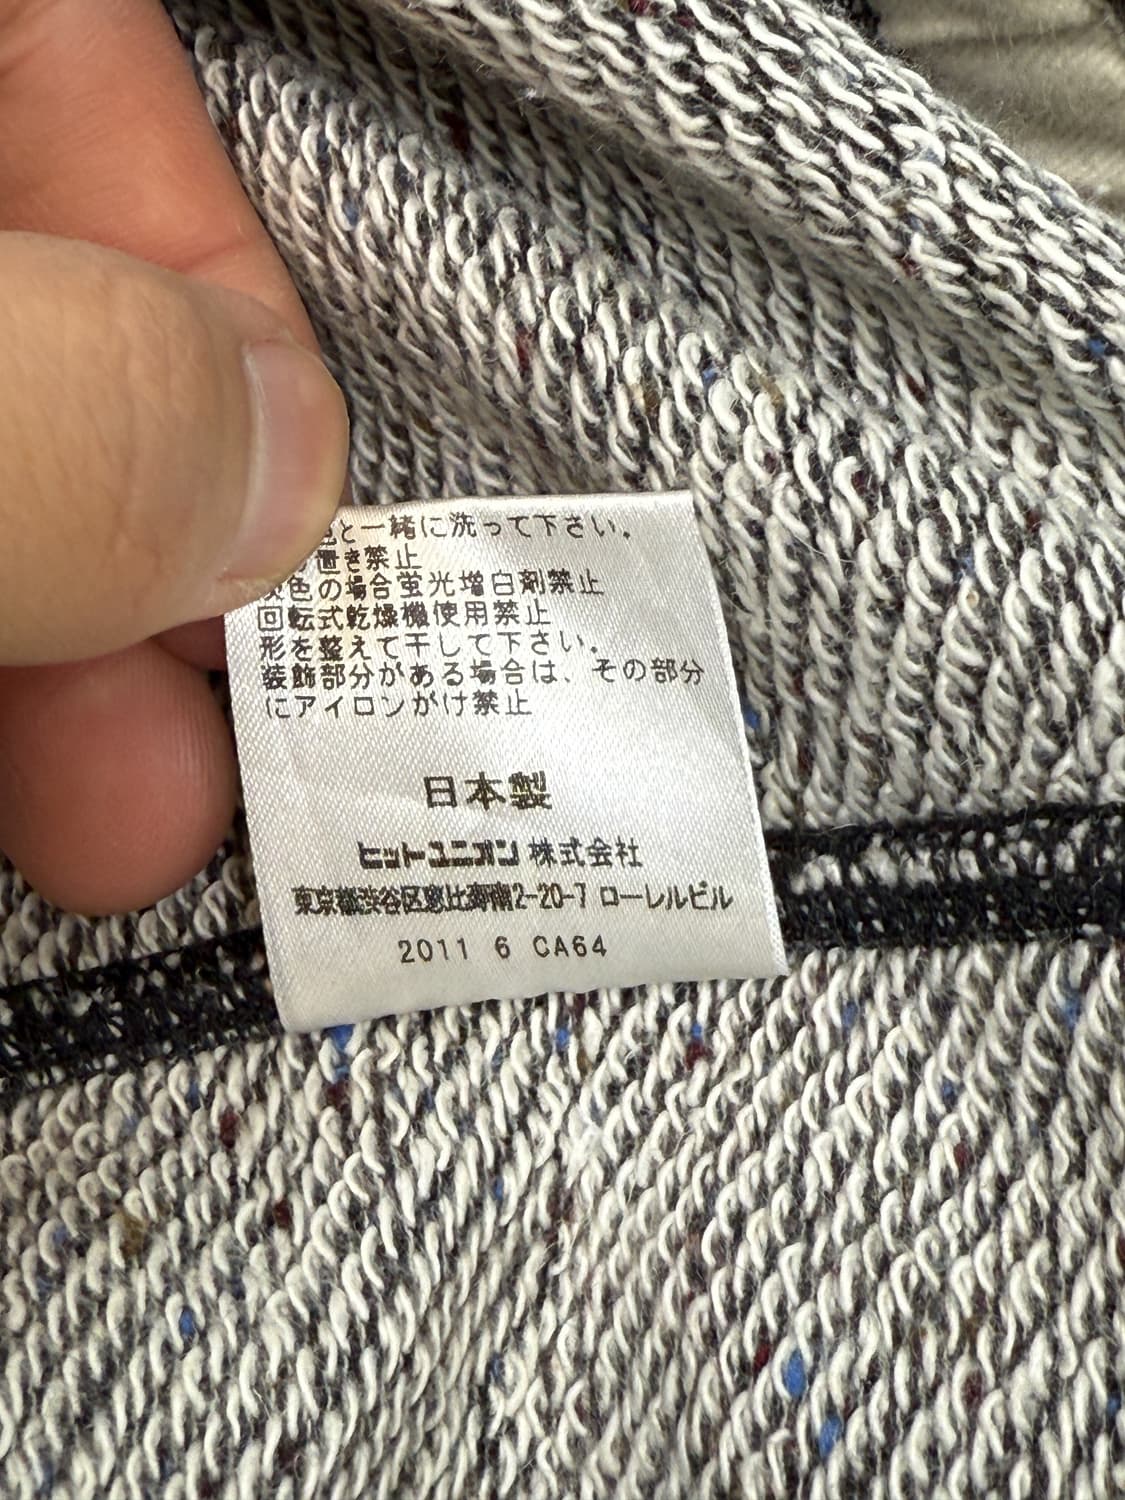 色と一緒に洗って下さい。
置き禁止
淡色の場合蛍光増白剤禁止
回転式乾燥機使用禁止
形を整えて干して下さい。
装飾部分がある場合は、その部分
にアイロンがけ禁止
日本製
ヒットユニオン株式会社
東京都渋谷区恵比寿南2-20-7 ローレルビル
2011 6 CA64